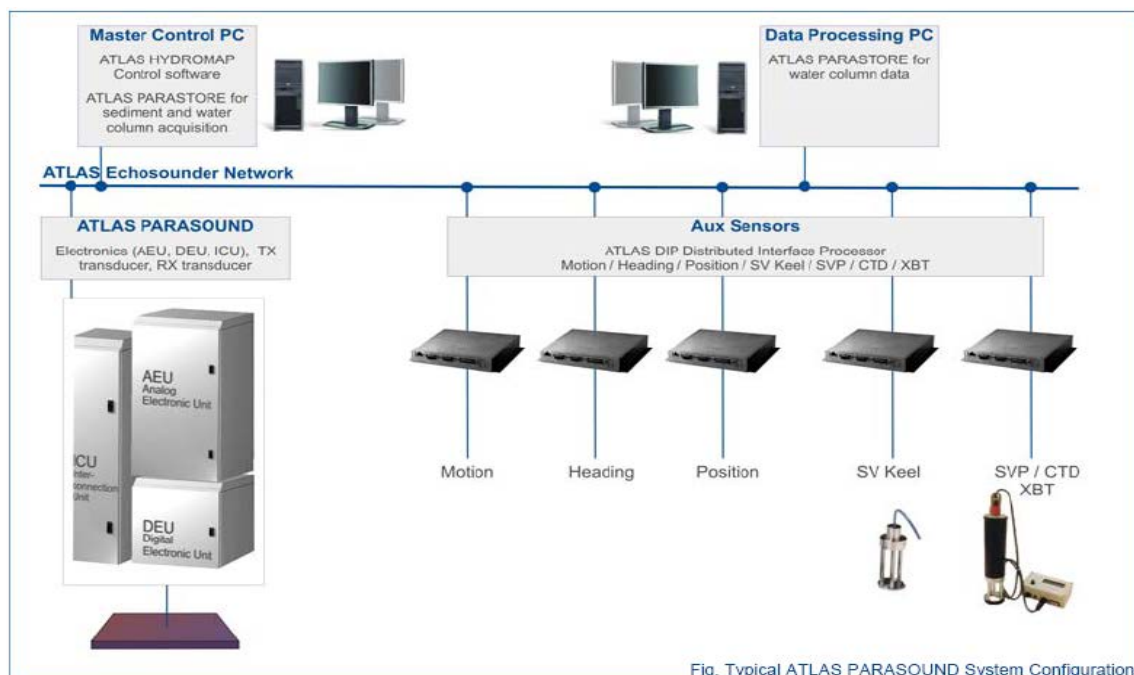 Master Control PC
ATLAS HYDROMAP
Control software
ATLAS PARASTORE for
sediment and water
column acquisition
Data Processing PC
ATLAS PARASTORE for
water column data
ATLAS Echosounder Network
ATLAS PARASOUND
Electronics (AEU, DEU, ICU), TX
transducer, RX transducer
Aux Sensors
ATLAS DIP Distributed Interface Processor
Motion / Heading / Position / SV Keel / SVP / CTD / XBT
AEU
Analog
Electronic Unit
ICU
Inter-
connection
Unit
DEU
Digital
Electronic Unit
Motion
Heading
Position
SV Keel
SVP / CTD
XBT
Fig. Typical ATLAS PARASOUND System Configuration